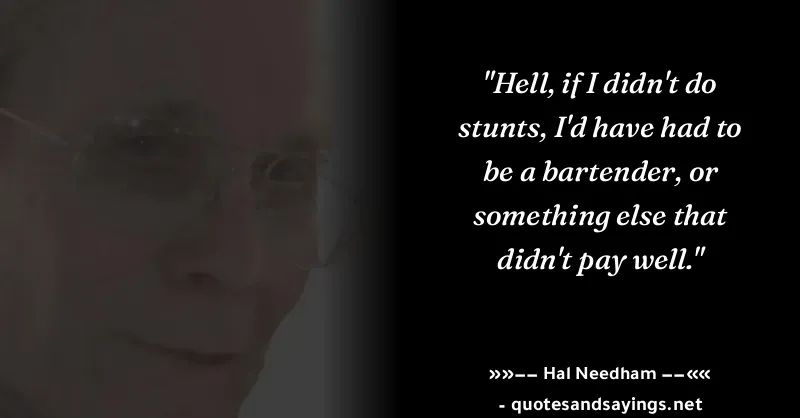 "Hell, if I didn't do
stunts, I'd have had to
be a bartender, or
something else that
didn't pay well."
»»–– Hal Needham ––««
- quotesandsayings.net